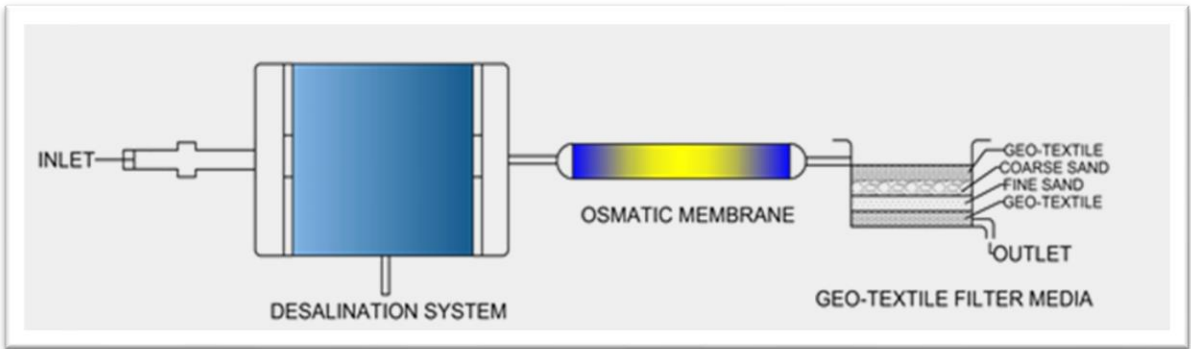 INLET
DESALINATION SYSTEM
OSMATIC MEMBRANE
GEO-TEXTILE
COARSE SAND
FINE SAND
GEO-TEXTILE
OUTLET
GEO-TEXTILE FILTER MEDIA